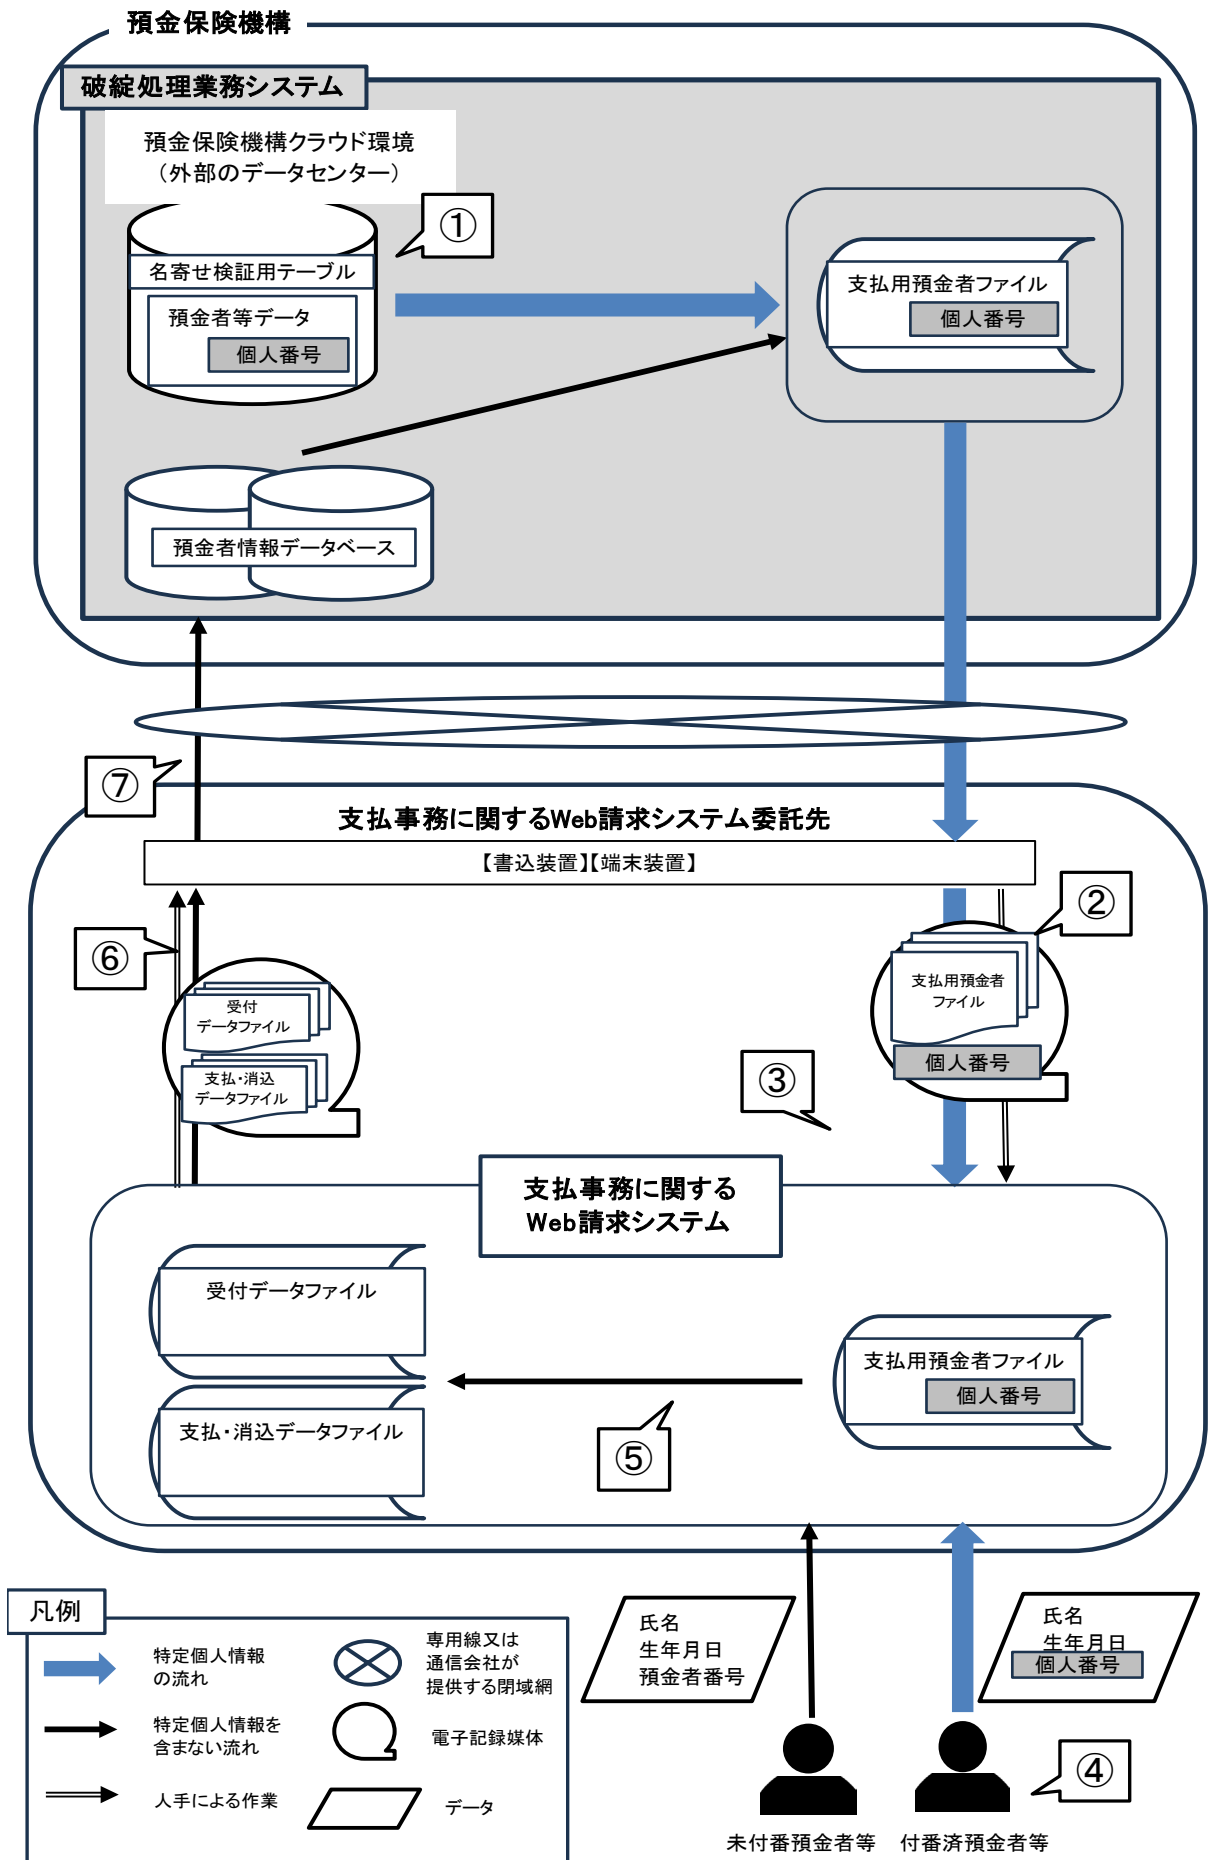 預金保険機構
破綻処理業務システム
預金保険機構クラウド環境
（外部のデータセンター）
①
名寄せ検証用テーブル
預金者等データ
個人番号
支払用預金者ファイル
個人番号
預金者情報データベース
⑦
支払事務に関するWeb請求システム委託先
【書込装置】【端末装置】
②
⑥
支払用預金者
ファイル
個人番号
受付
データファイル
支払・消込
データファイル
③
支払事務に関する
Web請求システム
受付データファイル
支払用預金者ファイル
個人番号
支払・消込データファイル
⑤
凡例
特定個人情報
の流れ
専用線又は
通信会社が
提供する閉域網
特定個人情報を
含まない流れ
電子記録媒体
人手による作業
データ
氏名
生年月日
預金者番号
氏名
生年月日
個人番号
④
未付番預金者等
付番済預金者等